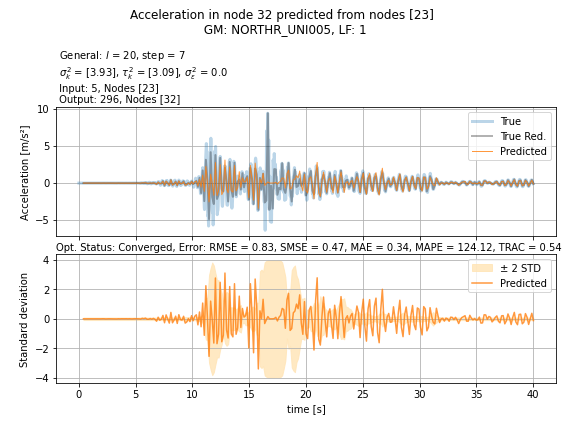 Acceleration in node 32 predicted from nodes [23]
GM: NORTHR_UNI005, LF: 1
General: l = 20, step = 7
σ²ₖ = [3.93], τ²ₖ = [3.09], σ²ₑ = 0.0
Input: 5, Nodes [23]
Output: 296, Nodes [32]
Acceleration [m/s²]
10
5
0
−5
True
True Red.
Predicted
Opt. Status: Converged, Error: RMSE = 0.83, SMSE = 0.47, MAE = 0.34, MAPE = 124.12, TRAC = 0.54
Standard deviation
4
2
0
−2
−4
± 2 STD
Predicted
0 5 10 15 20 25 30 35 40
time [s]